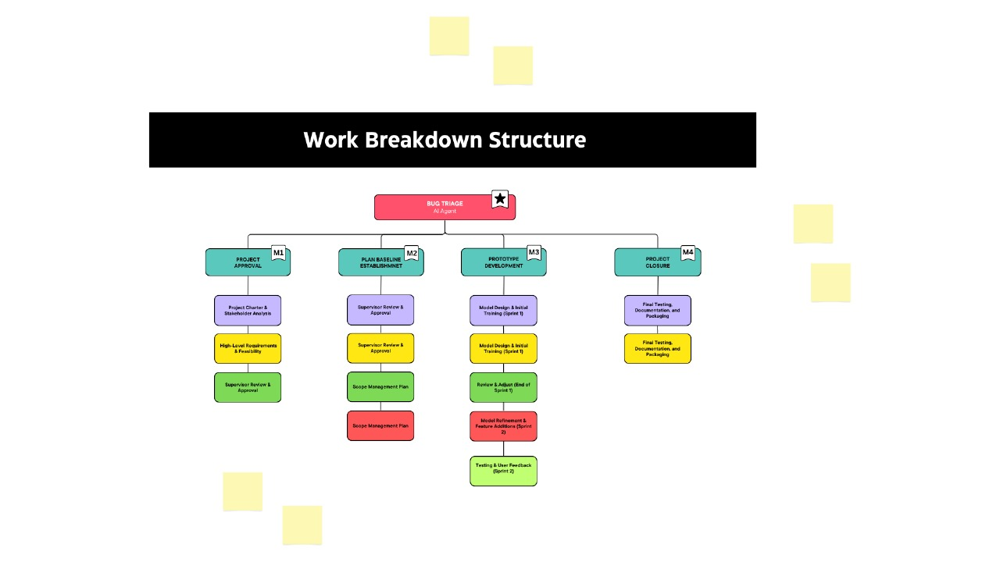 Work Breakdown Structure
BUG TRIAGE
AI Agent
M1
PROJECT
APPROVAL
M2
PLAN BASELINE
ESTABLISHMNET
M3
PROTOTYPE
DEVELOPMENT
M4
PROJECT
CLOSURE
Project Charter &
Stakeholder Analysis
High-Level Requirements
& Feasibility
Supervisor Review &
Approval
Supervisor Review &
Approval
Supervisor Review &
Approval
Scope Management Plan
Scope Management Plan
Model Design & Initial
Training (Sprint 1)
Model Design & Initial
Training (Sprint 1)
Review & Adjust (End of
Sprint 1)
Model Refinement &
Feature Additions (Sprint
2)
Testing & User Feedback
(Sprint 2)
Final Testing,
Documentation, and
Packaging
Final Testing,
Documentation, and
Packaging